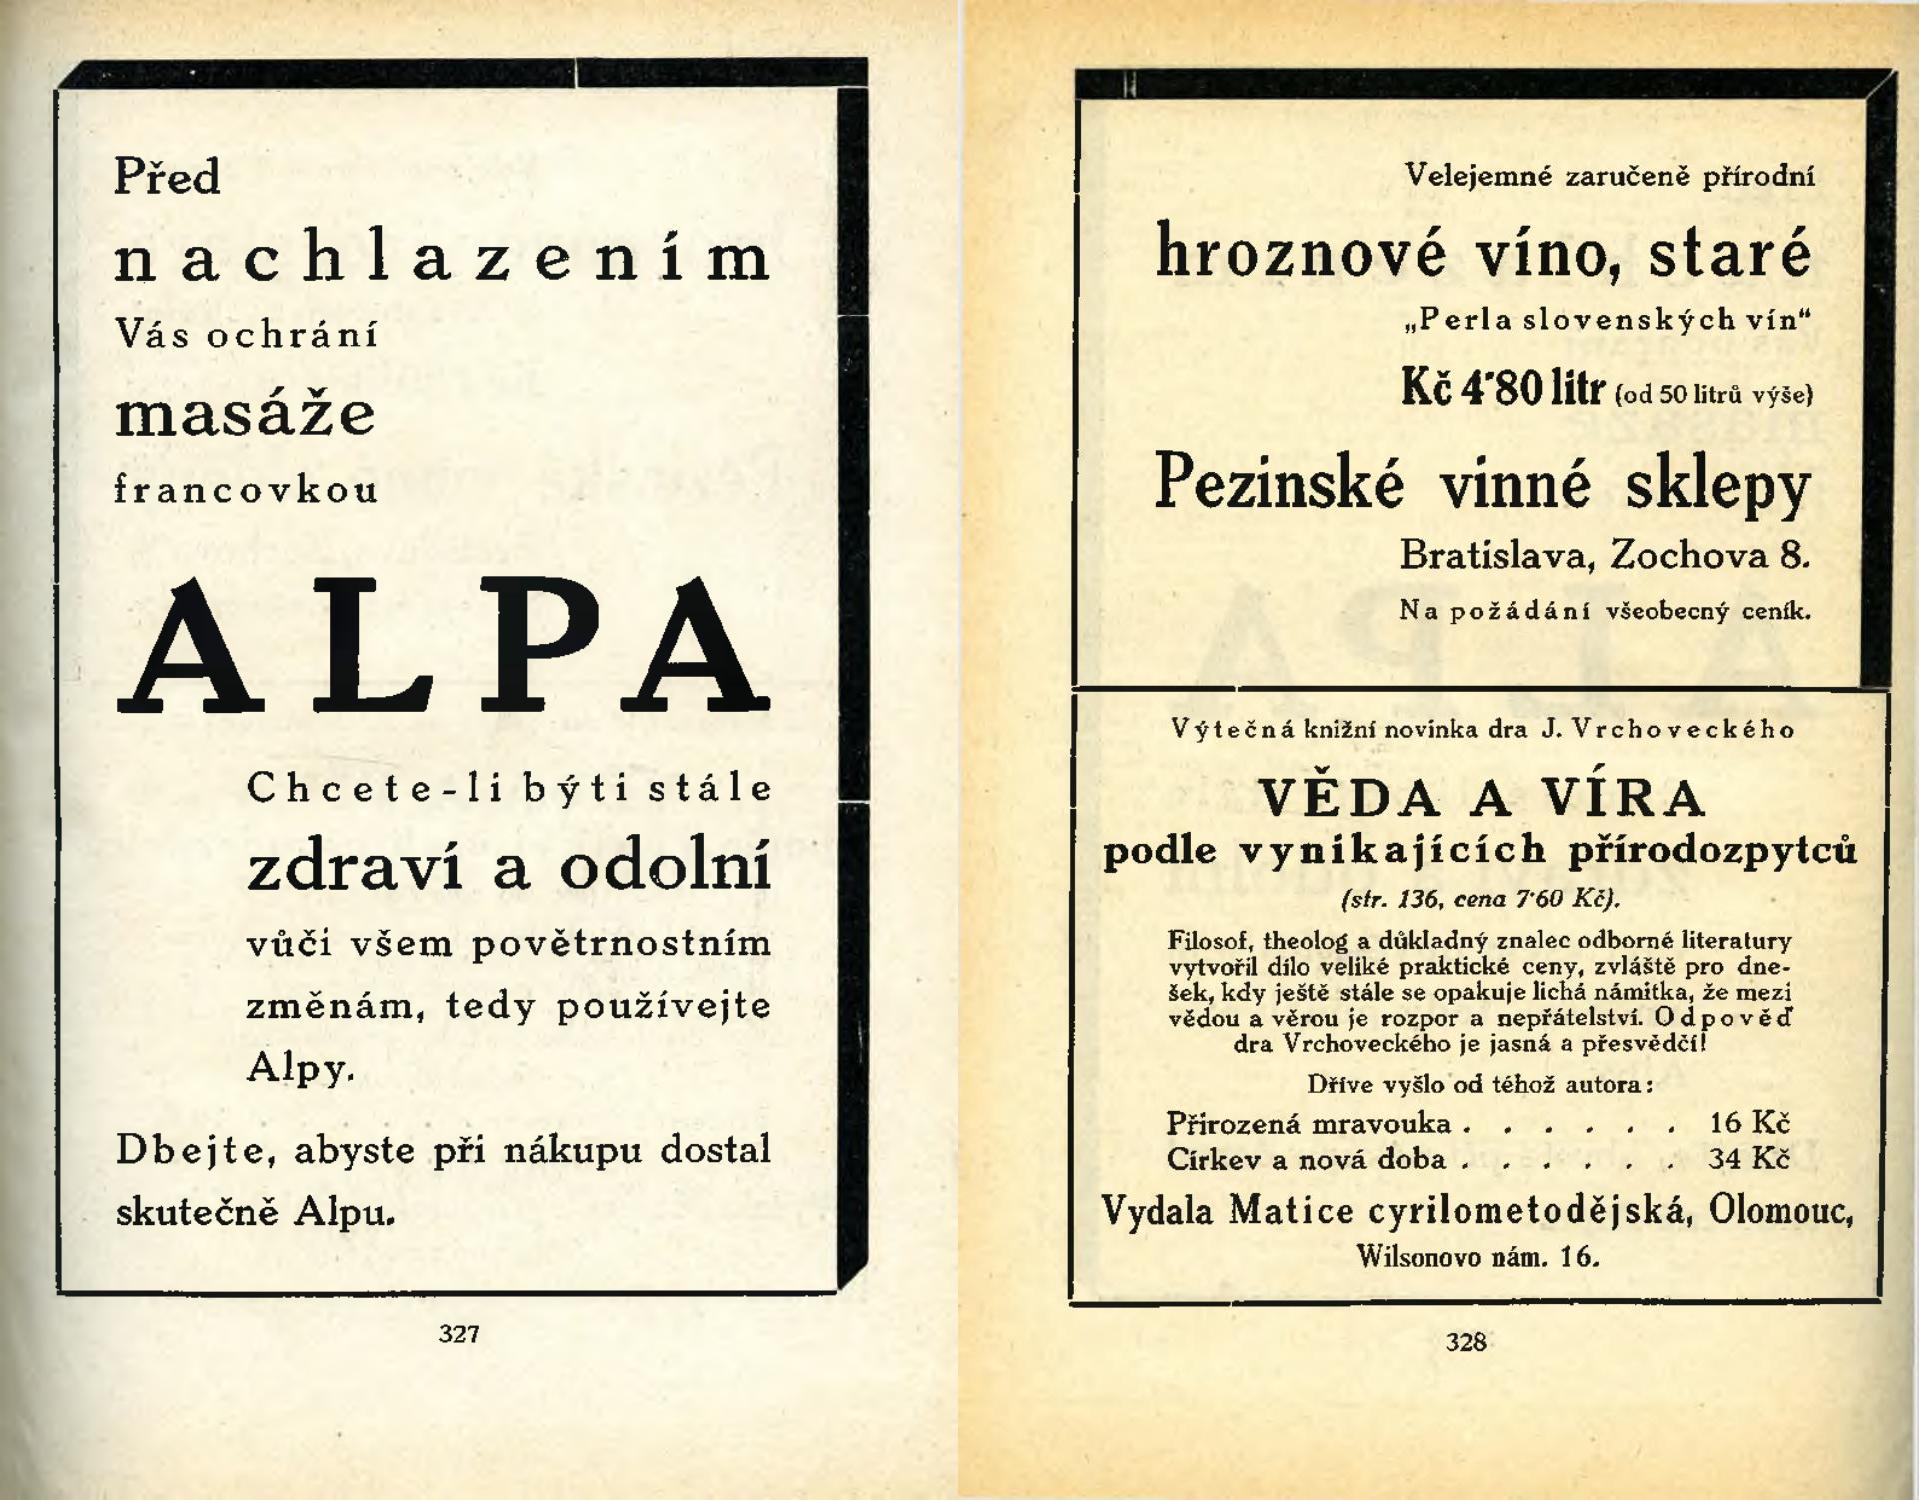 Před
nachlazením
Vás ochrání
masáže
francovkou
ALPA
Chcete-li býti stále
zdraví a odolní
vůči všem povětrnostním
změnám, tedy používejte
Alpy.
Dbejte, abyste při nákupu dostal
skutečně Alpu.
327
Velejemné zaručeně přírodní
hroznové víno, staré
„Perla slovenských vín“
Kč 4·80 litr (od 50 litrů výše)
Pezinské vinné sklepy
Bratislava, Zochova 8.
Na požádání všeobecný ceník.
Výtečná knižní novinka dra J. Vrchoveckého
VĚDA A VÍRA
podle vynikajících přírodozpytců
(str. 136, cena 7·60 Kč).
Filosof, theolog a důkladný znalec odborné literatury
vytvořil dílo veliké praktické ceny, zvláště pro dne-
šek, kdy ještě stále se opakuje lichá námitka, že mezi
vědou a věrou je rozpor a nepřátelství. Odpověď
dra Vrchoveckého je jasná a přesvědčí!
Dříve vyšlo od téhož autora:
Přirozená mravouka . . . . . . 16 Kč
Církev a nová doba . . . . . . 34 Kč
Vydala Matice cyrilometodějská, Olomouc,
Wilsonovo nám. 16.
328